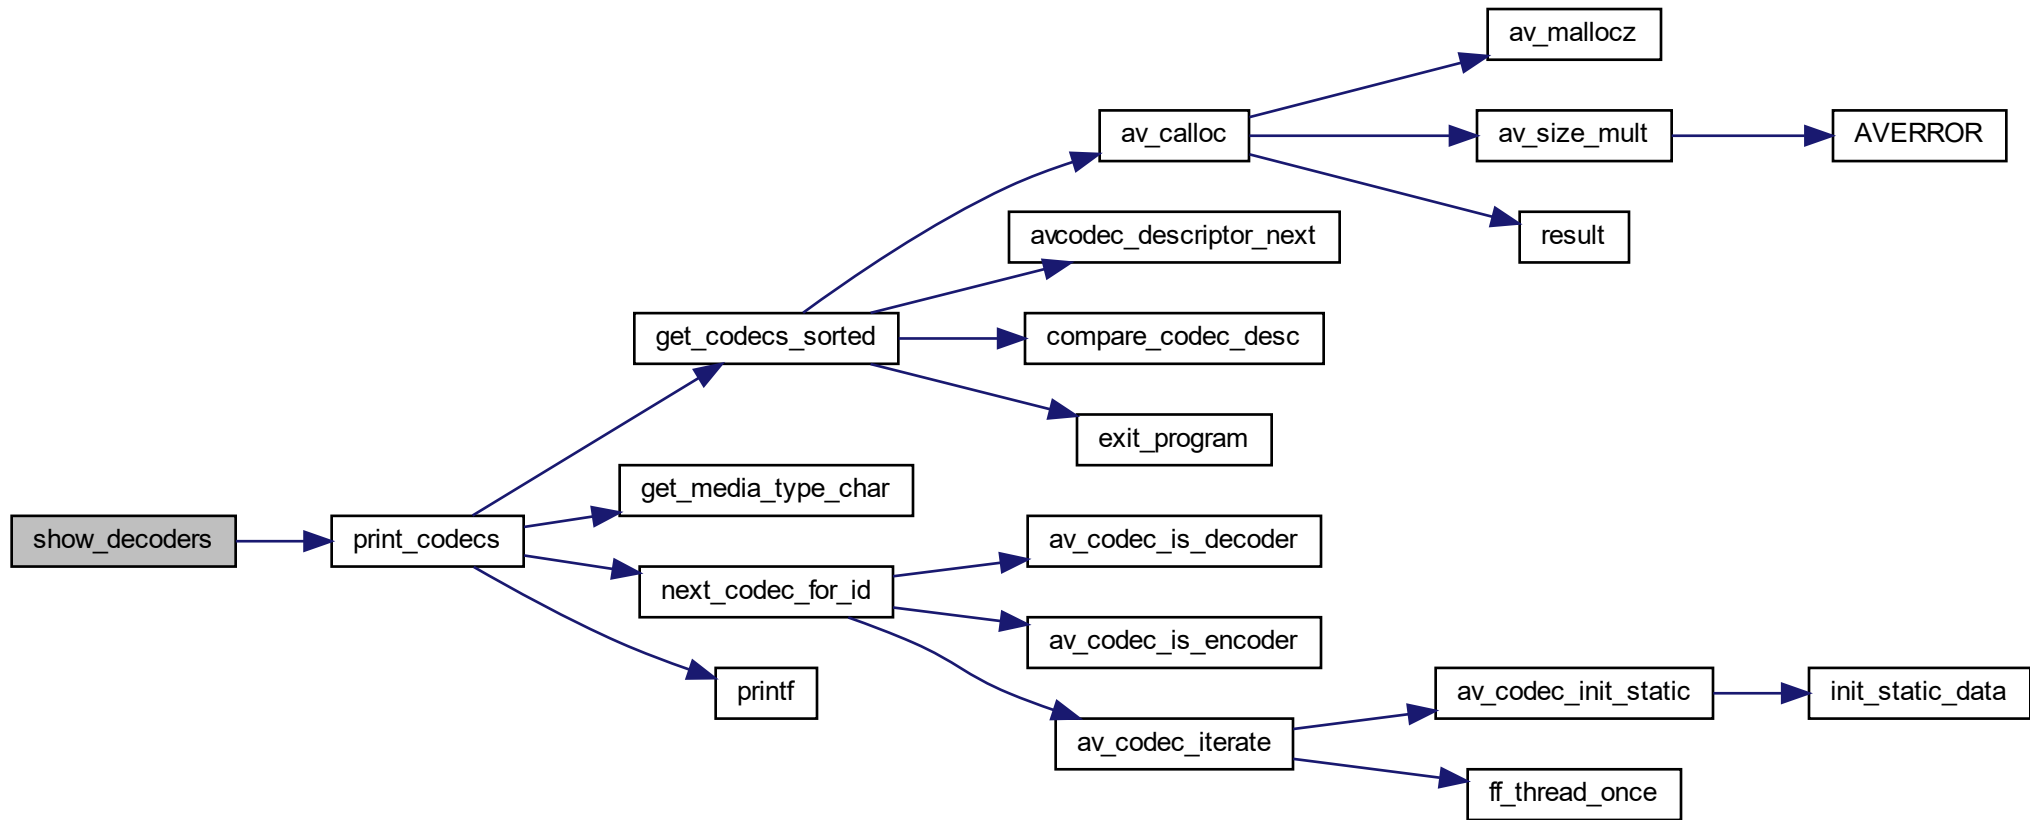 av_mallocz
av_calloc
av_size_mult
AVERROR
avcodec_descriptor_next
result
get_codecs_sorted
compare_codec_desc
exit_program
get_media_type_char
show_decoders
print_codecs
av_codec_is_decoder
next_codec_for_id
av_codec_is_encoder
printf
av_codec_init_static
init_static_data
av_codec_iterate
ff_thread_once